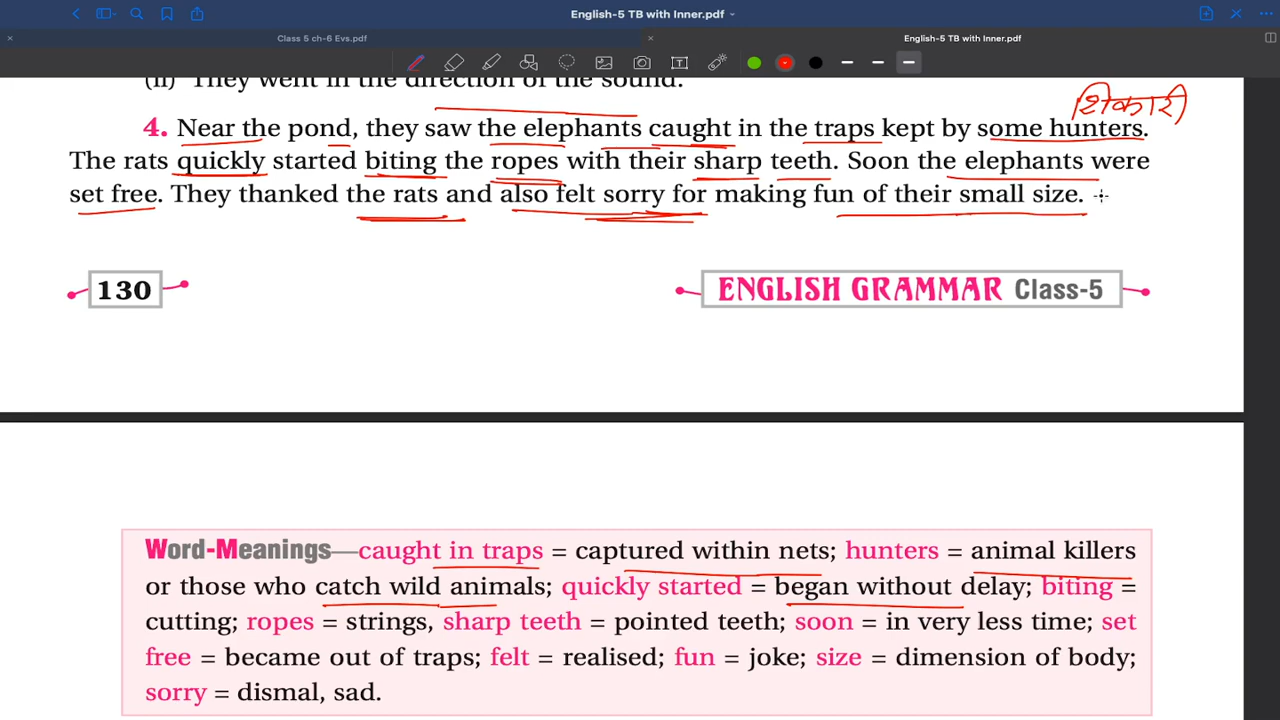 English-5 TB with Inner.pdf
Class 5 ch-6 Evs.pdf
English-5 TB with Inner.pdf
(ii) They went in the direction of the sound.
शिकारी
4. Near the pond, they saw the elephants caught in the traps kept by some hunters.
The rats quickly started biting the ropes with their sharp teeth. Soon the elephants were
set free. They thanked the rats and also felt sorry for making fun of their small size.
130
ENGLISH GRAMMAR Class-5
Word-Meanings—caught in traps = captured within nets; hunters = animal killers
or those who catch wild animals; quickly started = began without delay; biting =
cutting; ropes = strings, sharp teeth = pointed teeth; soon = in very less time; set
free = became out of traps; felt = realised; fun = joke; size = dimension of body;
sorry = dismal, sad.